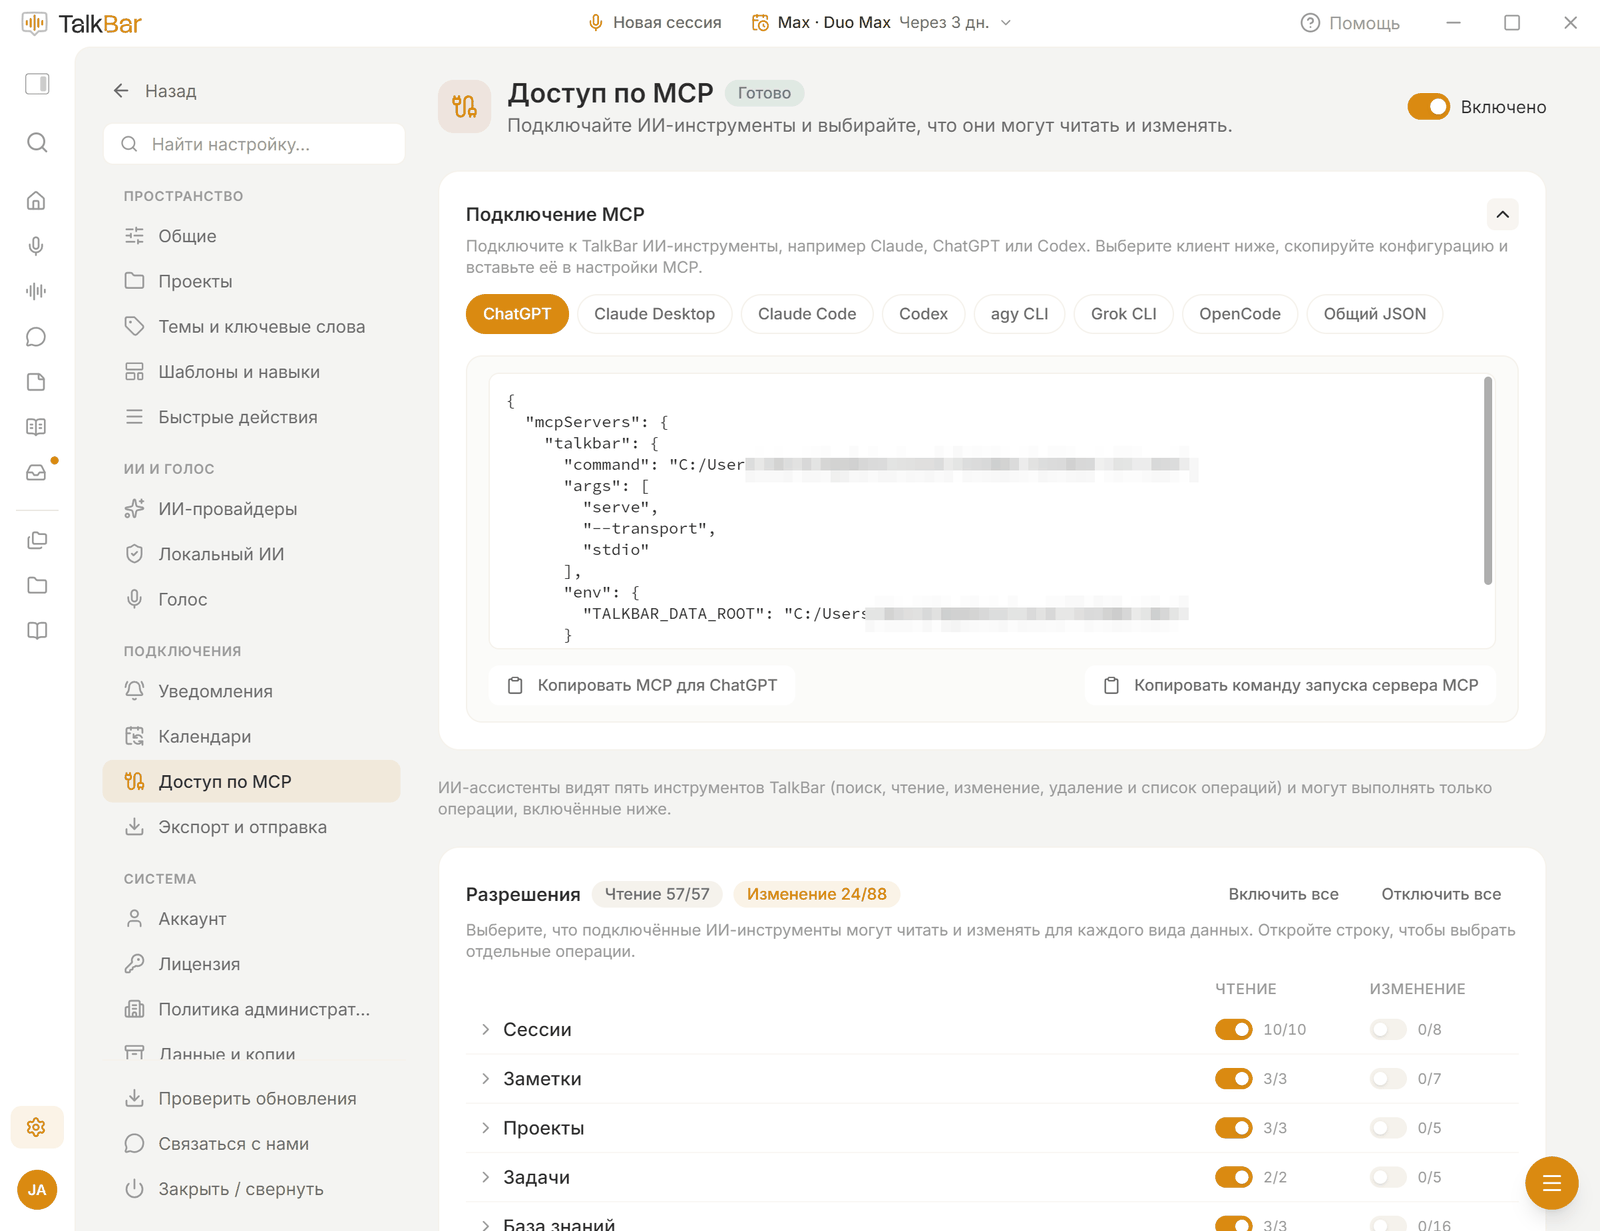 TalkBar
Новая сессия
Max · Duo Max Через 3 дн.
Помощь
Назад
Найти настройку...
ПРОСТРАНСТВО
Общие
Проекты
Темы и ключевые слова
Шаблоны и навыки
Быстрые действия
ИИ И ГОЛОС
ИИ-провайдеры
Локальный ИИ
Голос
ПОДКЛЮЧЕНИЯ
Уведомления
Календари
Доступ по MCP
Экспорт и отправка
СИСТЕМА
Аккаунт
Лицензия
Политика администрат...
Данные и копии
Проверить обновления
Связаться с нами
Закрыть / свернуть
JA
Доступ по MCP
Готово
Подключайте ИИ-инструменты и выбирайте, что они могут читать и изменять.
Включено
Подключение MCP
Подключите к TalkBar ИИ-инструменты, например Claude, ChatGPT или Codex. Выберите клиент ниже, скопируйте конфигурацию и
вставьте её в настройки MCP.
ChatGPT
Claude Desktop
Claude Code
Codex
agy CLI
Grok CLI
OpenCode
Общий JSON
{
"mcpServers": {
"talkbar": {
"command": "C:/User
"args": [
"serve",
"--transport",
"stdio"
],
"env": {
"TALKBAR_DATA_ROOT": "C:/Users
}
Копировать MCP для ChatGPT
Копировать команду запуска сервера MCP
ИИ-ассистенты видят пять инструментов TalkBar (поиск, чтение, изменение, удаление и список операций) и могут выполнять только
операции, включённые ниже.
Разрешения
Чтение 57/57
Изменение 24/88
Включить все
Отключить все
Выберите, что подключённые ИИ-инструменты могут читать и изменять для каждого вида данных. Откройте строку, чтобы выбрать
отдельные операции.
ЧТЕНИЕ
ИЗМЕНЕНИЕ
Сессии 10/10 0/8
Заметки 3/3 0/7
Проекты 3/3 0/5
Задачи 2/2 0/5
База знаний 3/3 0/16